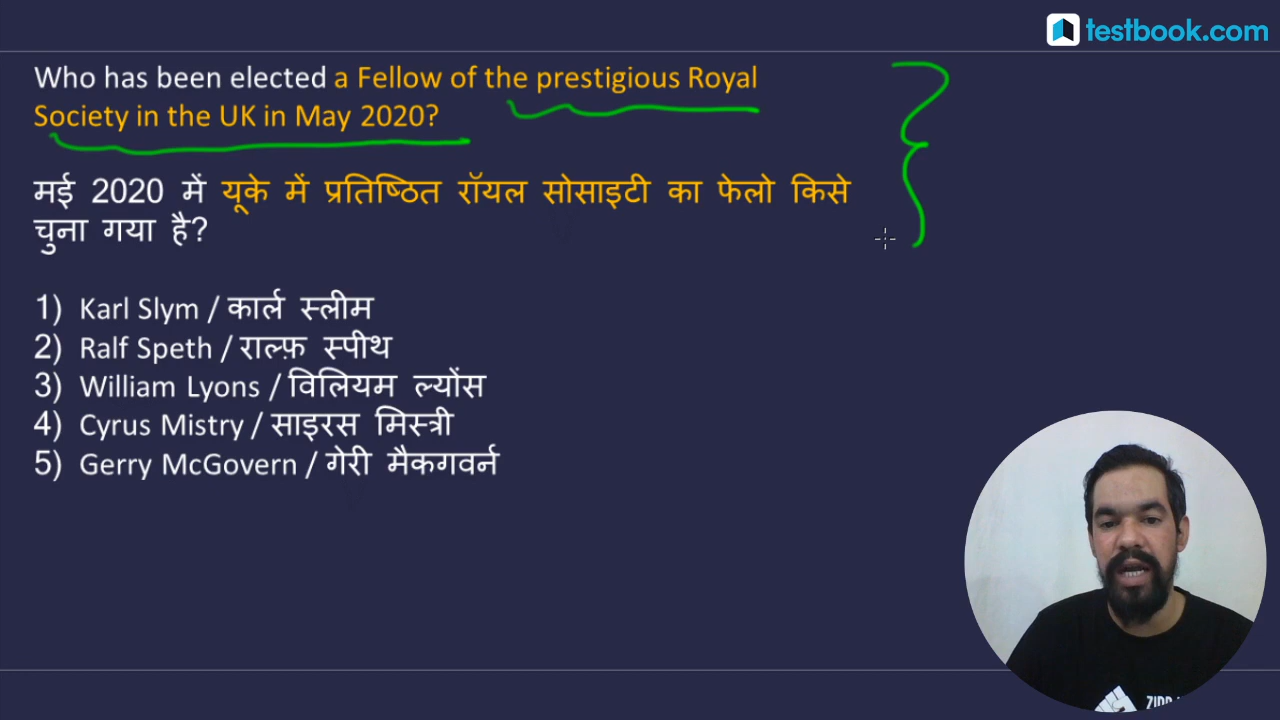 testbook.com
Who has been elected a Fellow of the prestigious Royal
Society in the UK in May 2020?
मई 2020 में यूके में प्रतिष्ठित रॉयल सोसाइटी का फेलो किसे
चुना गया है?
1) Karl Slym / कार्ल स्लीम
2) Ralf Speth / राल्फ़ स्पीथ
3) William Lyons / विलियम ल्योंस
4) Cyrus Mistry / साइरस मिस्त्री
5) Gerry McGovern / गेरी मैकगवर्न